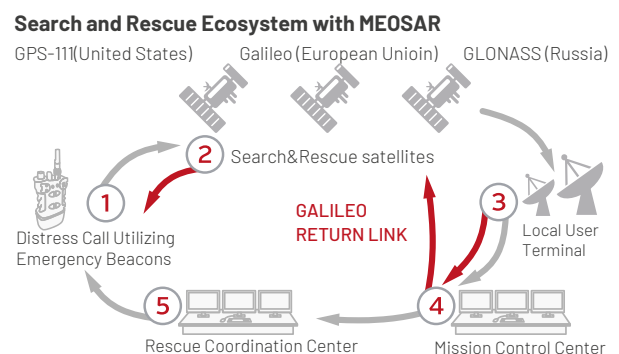 Search and Rescue Ecosystem with MEOSAR
GPS-111(United States)
Galileo (European Unioin)
GLONASS (Russia)
2
Search&Rescue satellites
1
3
GALILEO
RETURN LINK
Distress Call Utilizing
Emergency Beacons
Local User
Terminal
5
4
Rescue Coordination Center
Mission Control Center